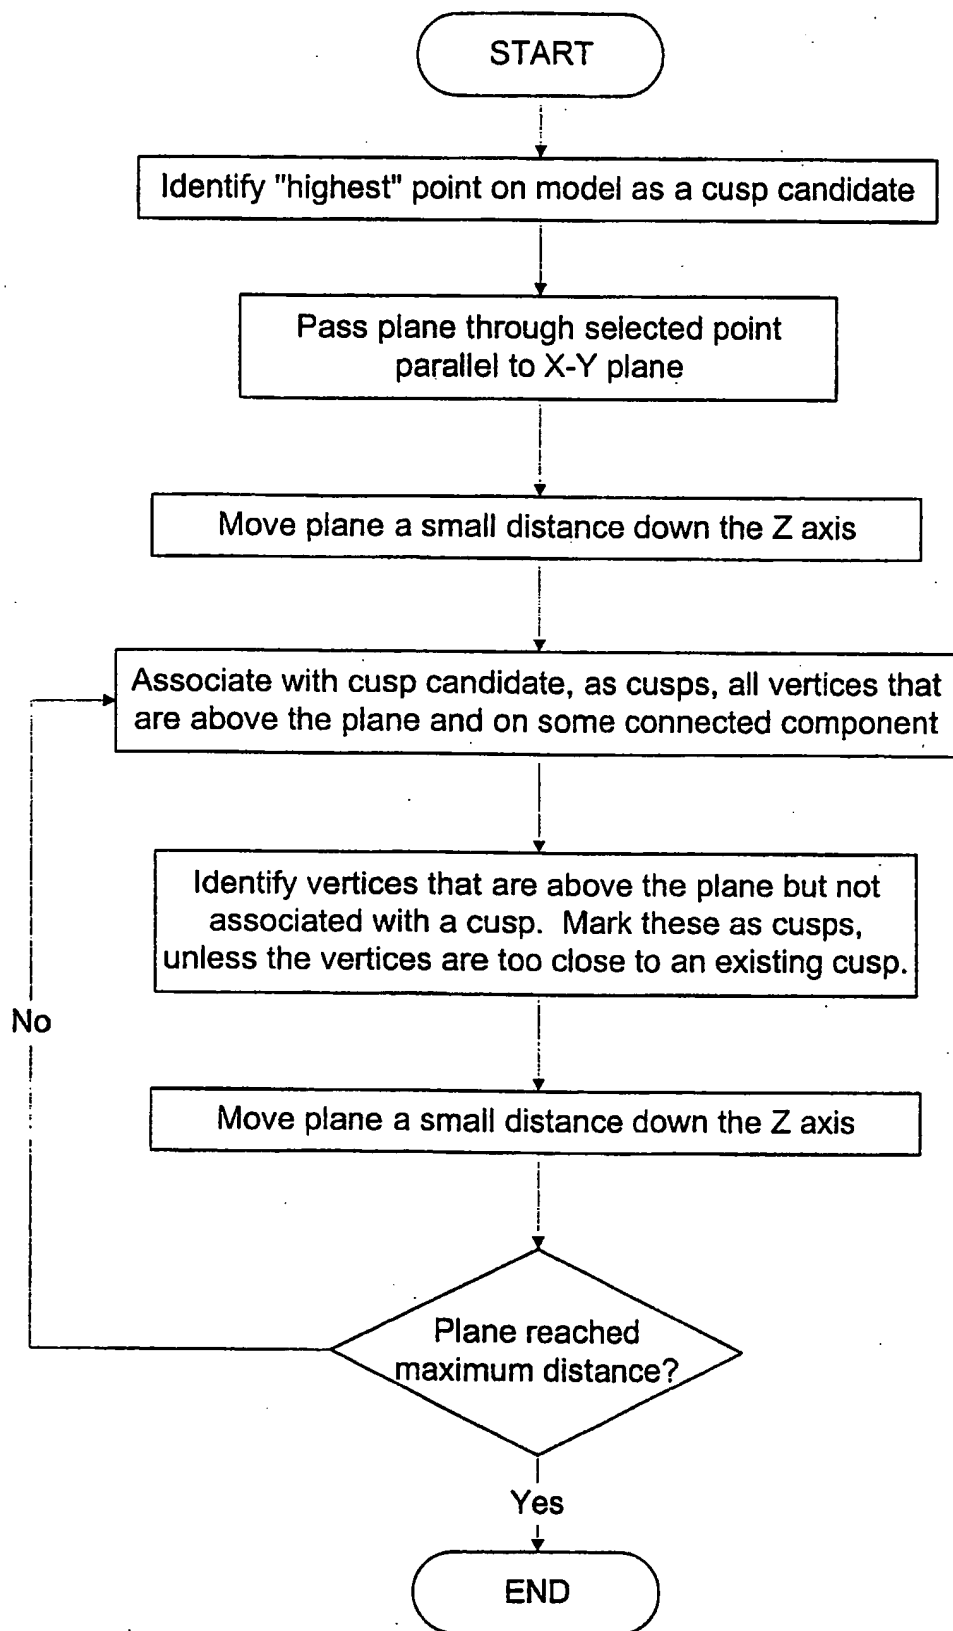 START
Identify "highest" point on model as a cusp candidate
Pass plane through selected point
parallel to X-Y plane
Move plane a small distance down the Z axis
Associate with cusp candidate, as cusps, all vertices that
are above the plane and on some connected component
Identify vertices that are above the plane but not
associated with a cusp. Mark these as cusps,
unless the vertices are too close to an existing cusp.
No
Move plane a small distance down the Z axis
Plane reached
maximum distance?
Yes
END